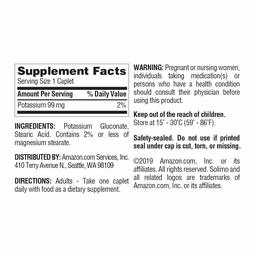 Supplement Facts
Serving Size 1 Caplet
Amount Per Serving % Daily Value
Potassium 99 mg 2%
INGREDIENTS: Potassium Gluconate,
Stearic Acid. Contains 2% or less of
magnesium stearate.
DISTRIBUTED BY: Amazon.com Services, Inc.
410 Terry Avenue N., Seattle, WA 98109
DIRECTIONS: Adults - Take one caplet
daily with food as a dietary supplement.
WARNING: Pregnant or nursing women,
individuals taking medication(s) or
persons who have a health condition
should consult their physician before
using this product.
Keep out of the reach of children.
Store at 15˚ - 30˚C (59˚ - 86˚F).
Safety-sealed. Do not use if printed
seal under cap is cut, torn, or missing.
©2019 Amazon.com, Inc. or its
affiliates. All rights reserved. Solimo and
all related logos are trademarks of
Amazon.com, Inc. or its affiliates.